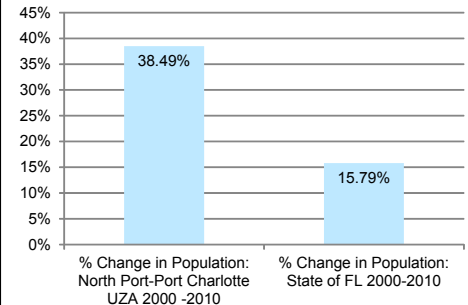 45%
40%
35%
30%
25%
20%
15%
10%
5%
0%
38.49%
15.79%
% Change in Population:
North Port-Port Charlotte
UZA 2000 -2010
% Change in Population:
State of FL 2000-2010